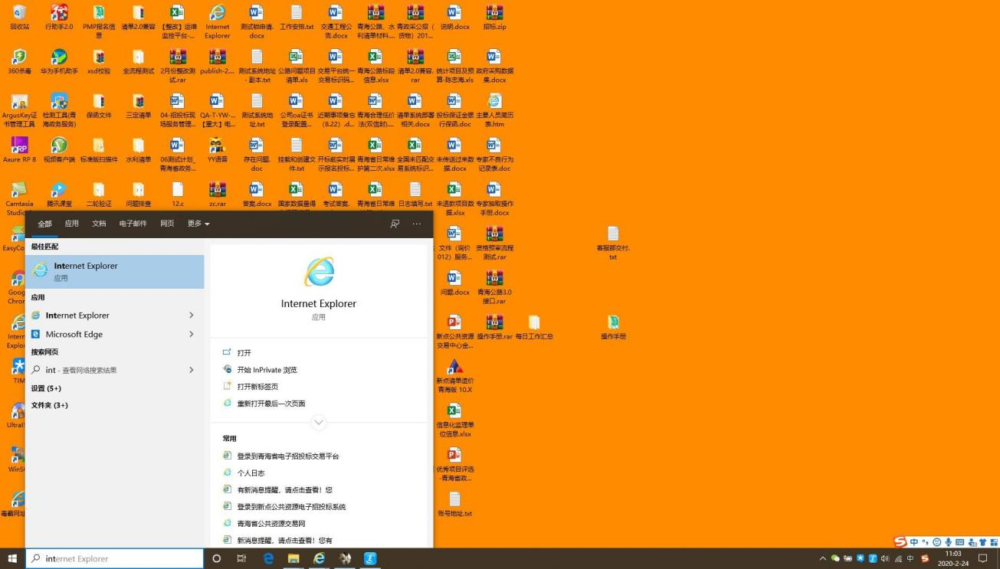 回收站
行助手2.0
PMP报名信
息
清单2.0兼容
【整改】运维
监控平台-...
Internet
Explorer
测试锁申请.
docx
工作安排.txt
交通工程公
告.docx
青海公路、水
利清单材料....
青政采公招（
货物）201...
说明.docx
招标.zip
360杀毒
华为手机助手
xsd校验
全流程测试
2月份整改测
试.rar
publish-2....
测试系统地址
- 副本.txt
公路问题项目
清单.xls
交易平台统一
交易标识码...
青海公路标段
信息.xlsx
清单2.0兼容.
rar
统计项目及预
算-陈忠海.xls
政府采购数据
集.docx
ArgusKey证
书管理工具
检测工具(青
海政务服务)
保函文件
三定清单
04-招投标现
场服务管理...
QA-T-YW-...
【重大】电...
测试系统地
址.txt
公司oa证书
登录配置...
近期事项备忘
（8.22）.d...
青海合理低价
法(双信封)....
清单系统部署
相关.docx
投标保证金银
行保函.doc
主要人员简历
表.htm
Axure RP 8
视频客户端
标准版扫描件
水利清单
06测试计划_
青海省政务...
YY语音
存在问题.
doc
挂载和创建文
件.txt
开标前实时展
示报名投标...
青海省日常维
护第二次.xlsx
全国未匹配交
易系统标识...
未传送过来数
据.docx
专家不良行为
记录表.doc
Camtasia
Studio
腾讯课堂
二轮验证
问题排查
12.c
zc.rar
答案.docx
国家数据量得
考试答案.
青海省日常维
日志填写.txt
未退款项目数
据.xlsx
专家抽取操作
手册.docx
EasyCo
文件（询价
012）服务...
资格预审流程
测试.rar
客服部交付.
txt
Goog
Chror
问题.docx
青海公路3.0
接口.rar
Intern
Explo
新点公共资源
交易中心金...
操作手册.rar
每日工作汇总
操作手册
TIM
新点清单造价
青海版 10.X
UltraIS
信息化监理单
位信息.xlsx
WinSC
优秀项目评选
-青海省政...
毒霸网址
账号地址.txt
全部 应用 文档 电子邮件 网页 更多
最佳匹配
Internet Explorer
应用
应用
Internet Explorer
Microsoft Edge
搜索网页
int - 查看网络搜索结果
设置 (5+)
文件夹 (3+)
Internet Explorer
应用
打开
开始 InPrivate 浏览
打开新标签页
重新打开最后一次页面
常用
登录到青海省电子招投标交易平台
个人日志
有新消息提醒，请点击查看！您
登录到新点公共资源电子招投标系统
青海省公共资源交易网
新消息提醒，请点击查看！您有
internet Explorer
中
中
11:03
2020-2-24